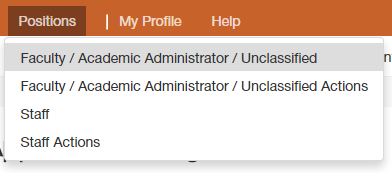 Positions | My Profile Help
Faculty / Academic Administrator / Unclassified
Faculty / Academic Administrator / Unclassified Actions
Staff
Staff Actions